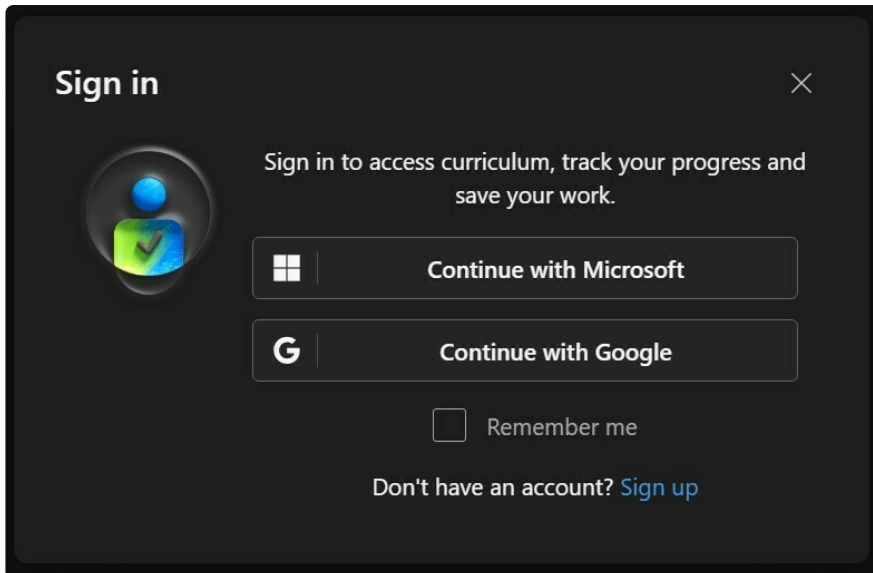 Sign in
Sign in to access curriculum, track your progress and
save your work.
Continue with Microsoft
Continue with Google
Remember me
Don't have an account? Sign up